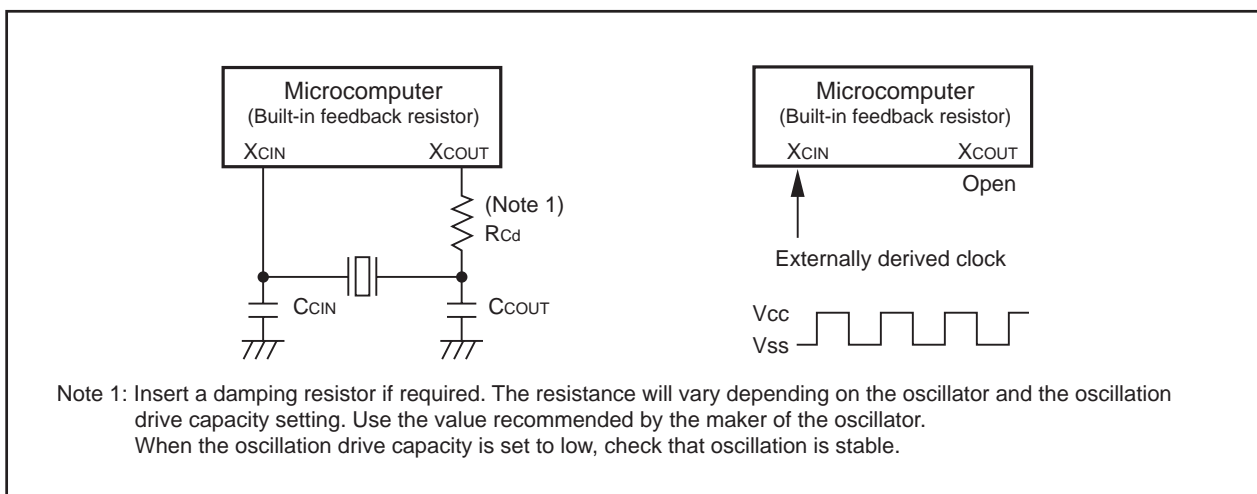 Microcomputer
(Built-in feedback resistor)
XCIN XCOUT
(Note 1)
RCd
CCIN CCOUT
Microcomputer
(Built-in feedback resistor)
XCIN XCOUT
Open
Externally derived clock
Vcc
Vss
Note 1: Insert a damping resistor if required. The resistance will vary depending on the oscillator and the oscillation
drive capacity setting. Use the value recommended by the maker of the oscillator.
When the oscillation drive capacity is set to low, check that oscillation is stable.